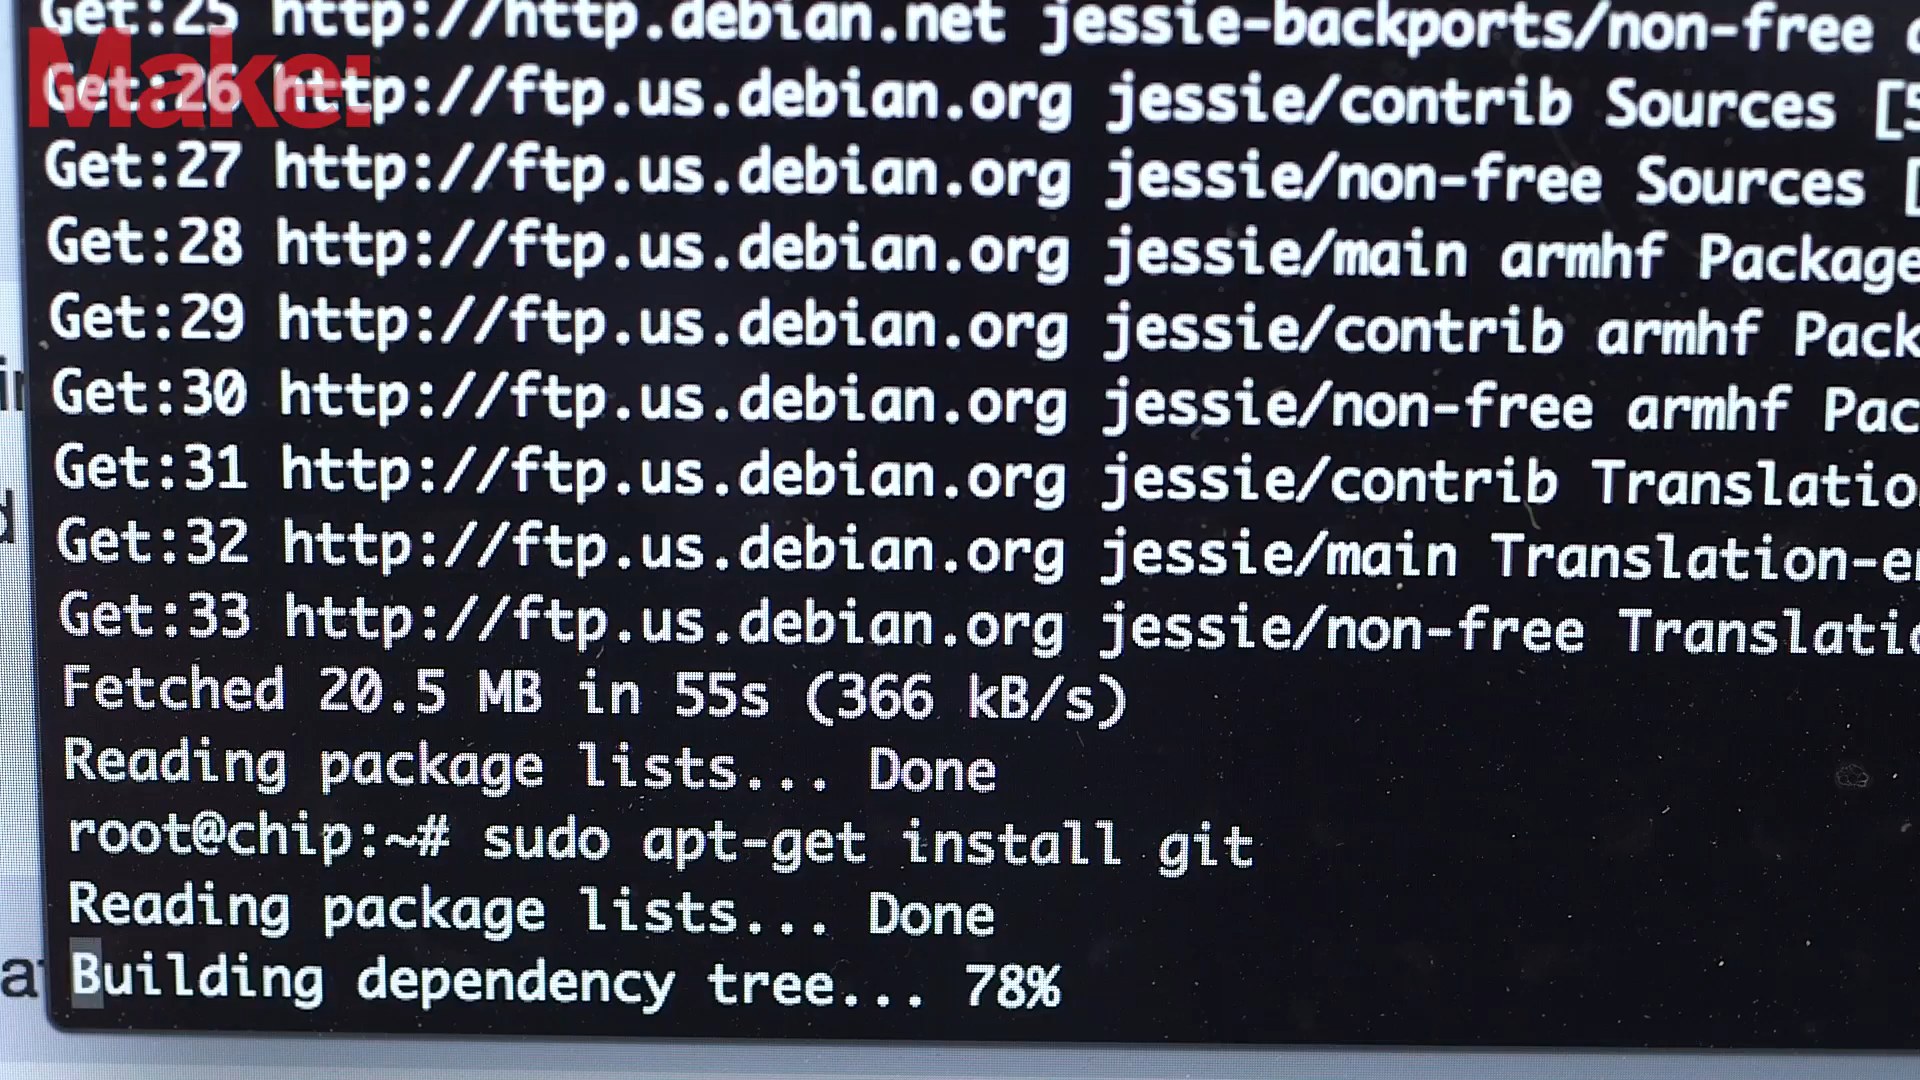 Make:
Get:25 http://http.debian.net jessie-backports/non-free
Get:26 http://ftp.us.debian.org jessie/contrib Sources [5
Get:27 http://ftp.us.debian.org jessie/non-free Sources [
Get:28 http://ftp.us.debian.org jessie/main armhf Package
Get:29 http://ftp.us.debian.org jessie/contrib armhf Pack
Get:30 http://ftp.us.debian.org jessie/non-free armhf Pac
Get:31 http://ftp.us.debian.org jessie/contrib Translatio
Get:32 http://ftp.us.debian.org jessie/main Translation-en
Get:33 http://ftp.us.debian.org jessie/non-free Translatio
Fetched 20.5 MB in 55s (366 kB/s)
Reading package lists... Done
root@chip:~# sudo apt-get install git
Reading package lists... Done
Building dependency tree... 78%